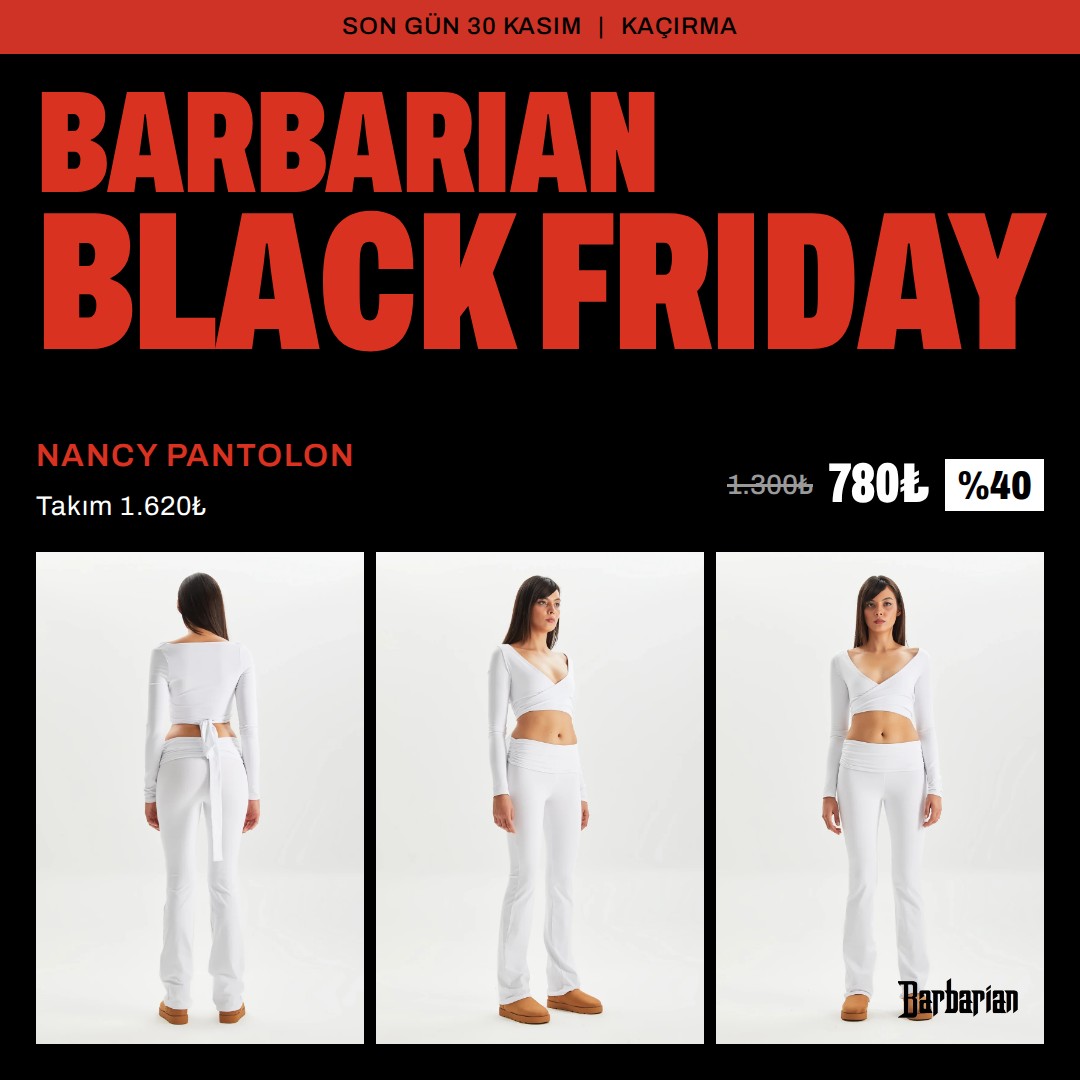 SON GÜN 30 KASIM | KAÇIRMA
BARBARIAN
BLACK FRIDAY
NANCY PANTOLON
Takım 1.620₺
1.300₺ 780₺ %40
Barbarian